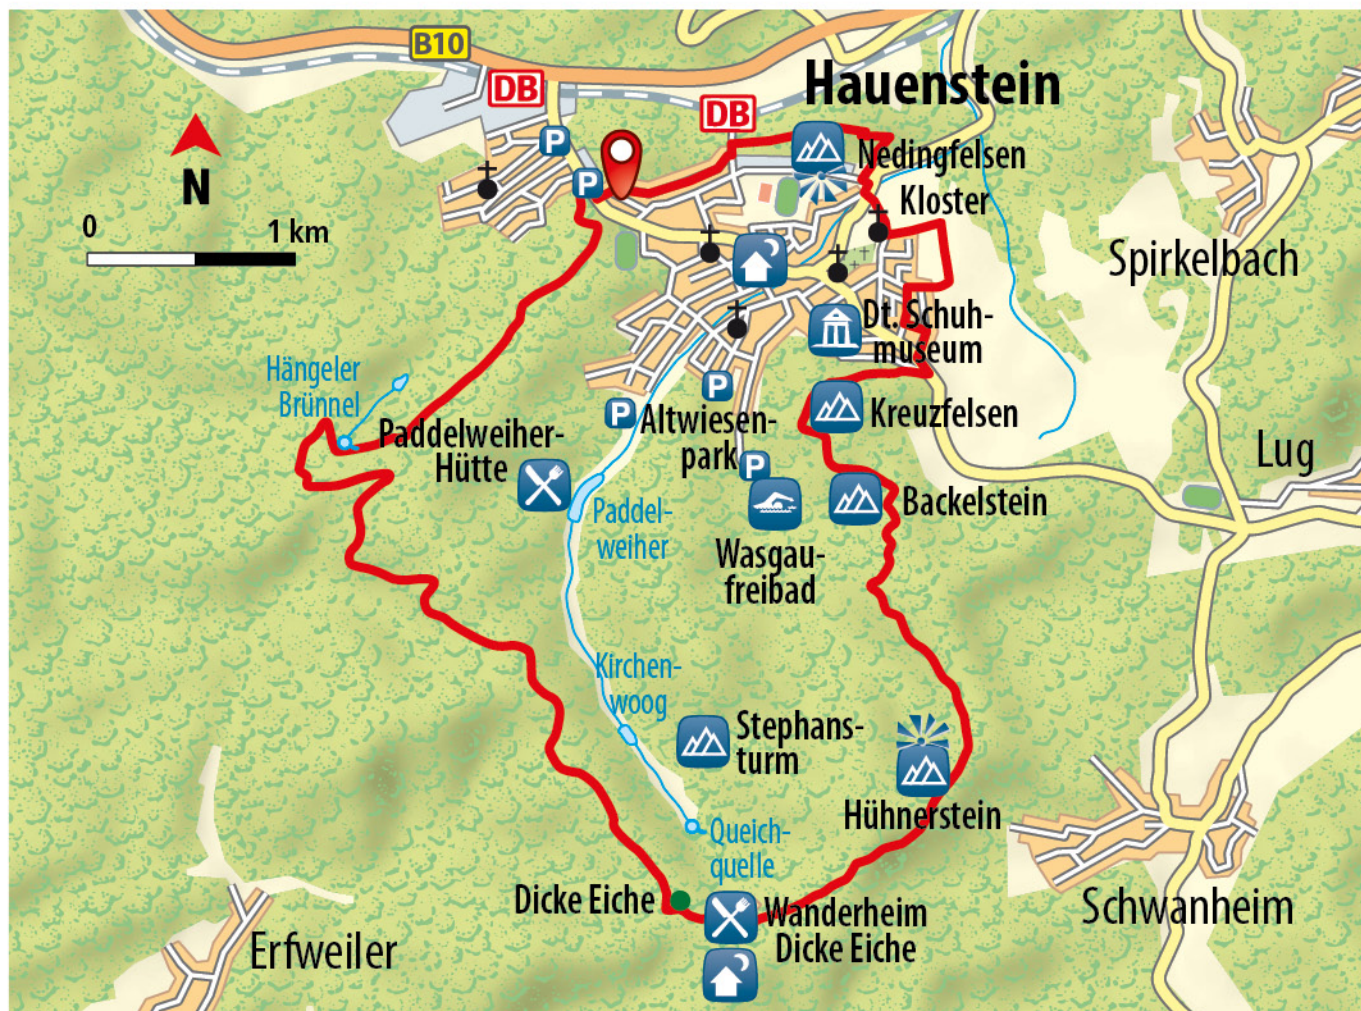 B10
DB
DB
Hauenstein
P
P
N
0
1 km
Nedingfelsen
Kloster
Spirkelbach
Dt. Schuh-
museum
Hängeler
Brünnel
P
P
Altwiesen-
park
P
Kreuzfelsen
Paddelweiher-
Hütte
Lug
Backelstein
Paddel-
weiher
Wasgau-
freibad
Kirchen-
woog
Stephans-
turm
Hühnerstein
Queich-
quelle
Dicke Eiche
Wanderheim
Dicke Eiche
Schwanheim
Erfweiler